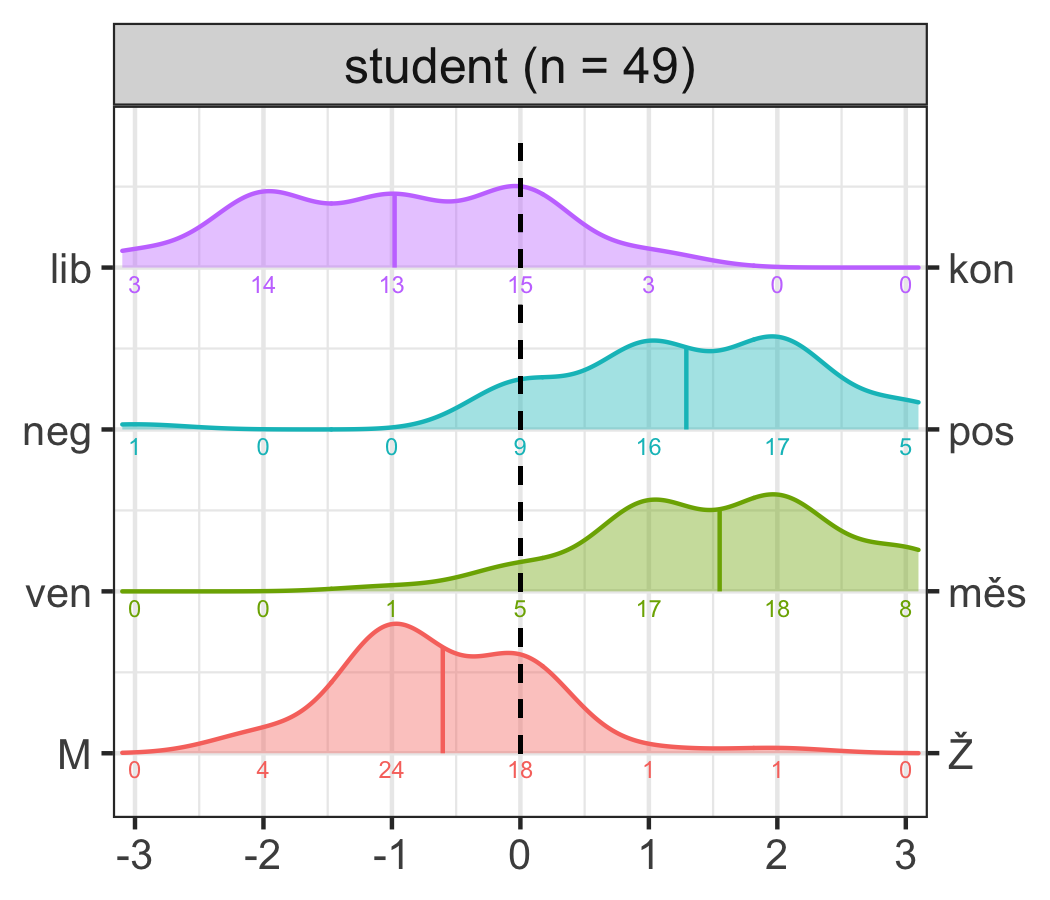 student (n = 49)
lib kon
3 14 13 15 3 0 0
neg pos
1 0 0 9 16 17 5
ven měs
0 0 1 5 17 18 8
M Ž
0 4 24 18 1 1 0
-3 -2 -1 0 1 2 3